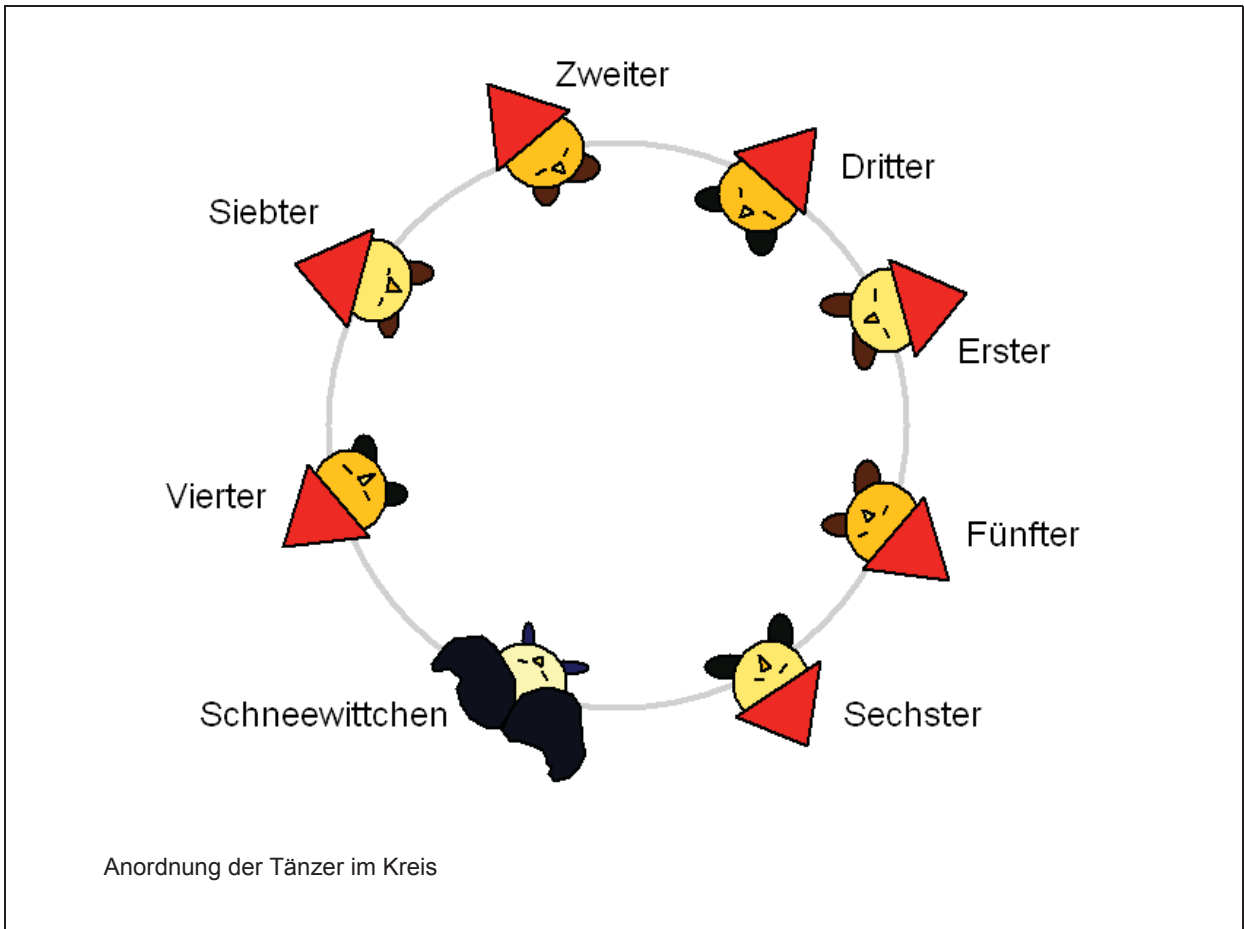 Zweiter
Dritter
Siebter
Erster
Vierter
Fünfter
Schneewittchen
Sechster
Anordnung der Tänzer im Kreis